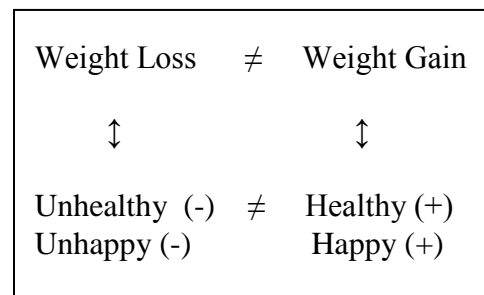 Weight Loss ≠ Weight Gain
↕ ↕
Unhealthy (-) ≠ Healthy (+)
Unhappy (-) Happy (+)